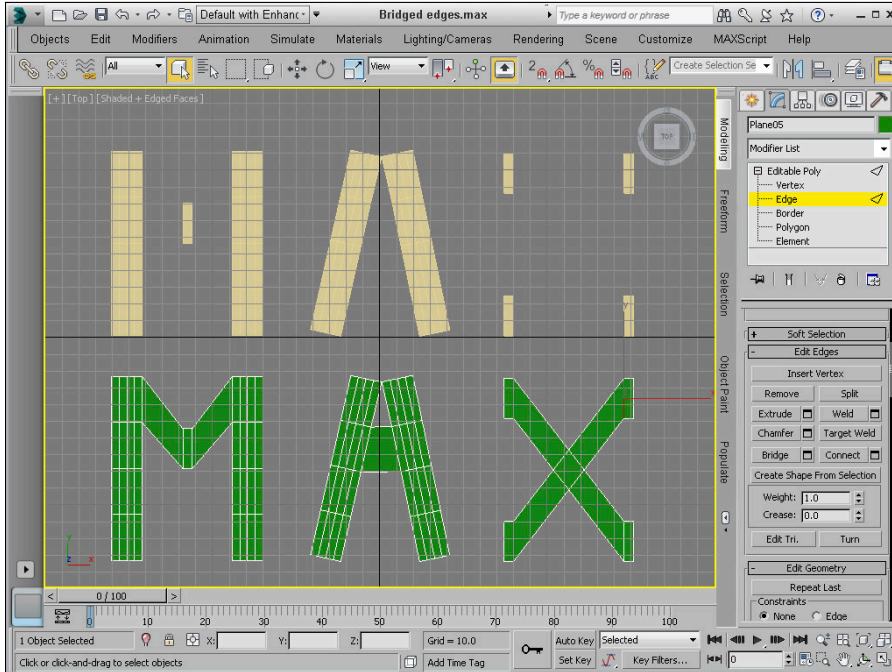 Default with Enhanc Bridged edges.max Type a keyword or phrase
Objects Edit Modifiers Animation Simulate Materials Lighting/Cameras Rendering Scene Customize MAXScript Help
All View 2 % ABC Create Selection Se
[+] [Top] [Shaded + Edged Faces]
TOP
Modeling
Freeform
Selection
Object Paint
Populate
Plane05
Modifier List
Editable Poly
Vertex
Edge
Border
Polygon
Element
+ Soft Selection
- Edit Edges
Insert Vertex
Remove Split
Extrude Weld
Chamfer Target Weld
Bridge Connect
Create Shape From Selection
Weight: 1.0
Crease: 0.0
Edit Tri. Turn
- Edit Geometry
Repeat Last
Constraints
None Edge
MAX
y
z x
< 0 / 100 >
0 10 20 30 40 50 60 70 80 90 100
1 Object Selected X: Y: Z: Grid = 10.0 Auto Key Selected
Click or click-and-drag to select objects Add Time Tag Set Key Key Filters... 0